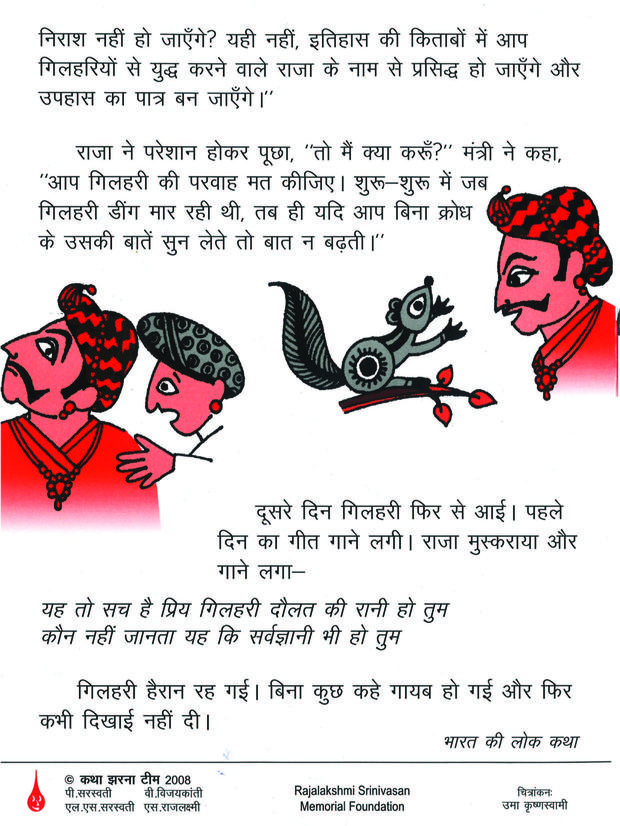 निराश नहीं हो जाएँगे? यही नहीं, इतिहास की किताबों में आप
गिलहरियों से युद्ध करने वाले राजा के नाम से प्रसिद्ध हो जाएँगे और
उपहास का पात्र बन जाएँगे।"
राजा ने परेशान होकर पूछा, "तो मैं क्या करूँ?" मंत्री ने कहा,
"आप गिलहरी की परवाह मत कीजिए। शुरू–शुरू में जब
गिलहरी डींग मार रही थी, तब ही यदि आप बिना क्रोध
के उसकी बातें सुन लेते तो बात न बढ़ती।"
दूसरे दिन गिलहरी फिर से आई। पहले
दिन का गीत गाने लगी। राजा मुस्कराया और
गाने लगा–
यह तो सच है प्रिय गिलहरी दौलत की रानी हो तुम
कौन नहीं जानता यह कि सर्वज्ञानी भी हो तुम
गिलहरी हैरान रह गई। बिना कुछ कहे गायब हो गई और फिर
कभी दिखाई नहीं दी।
भारत की लोक कथा
© कथा झरना टीम 2008
पी.सरस्वती वी.विजयकांती
एल.एस.सरस्वती एस.राजलक्ष्मी
Rajalakshmi Srinivasan
Memorial Foundation
चित्रांकनः
उमा कृष्णस्वामी